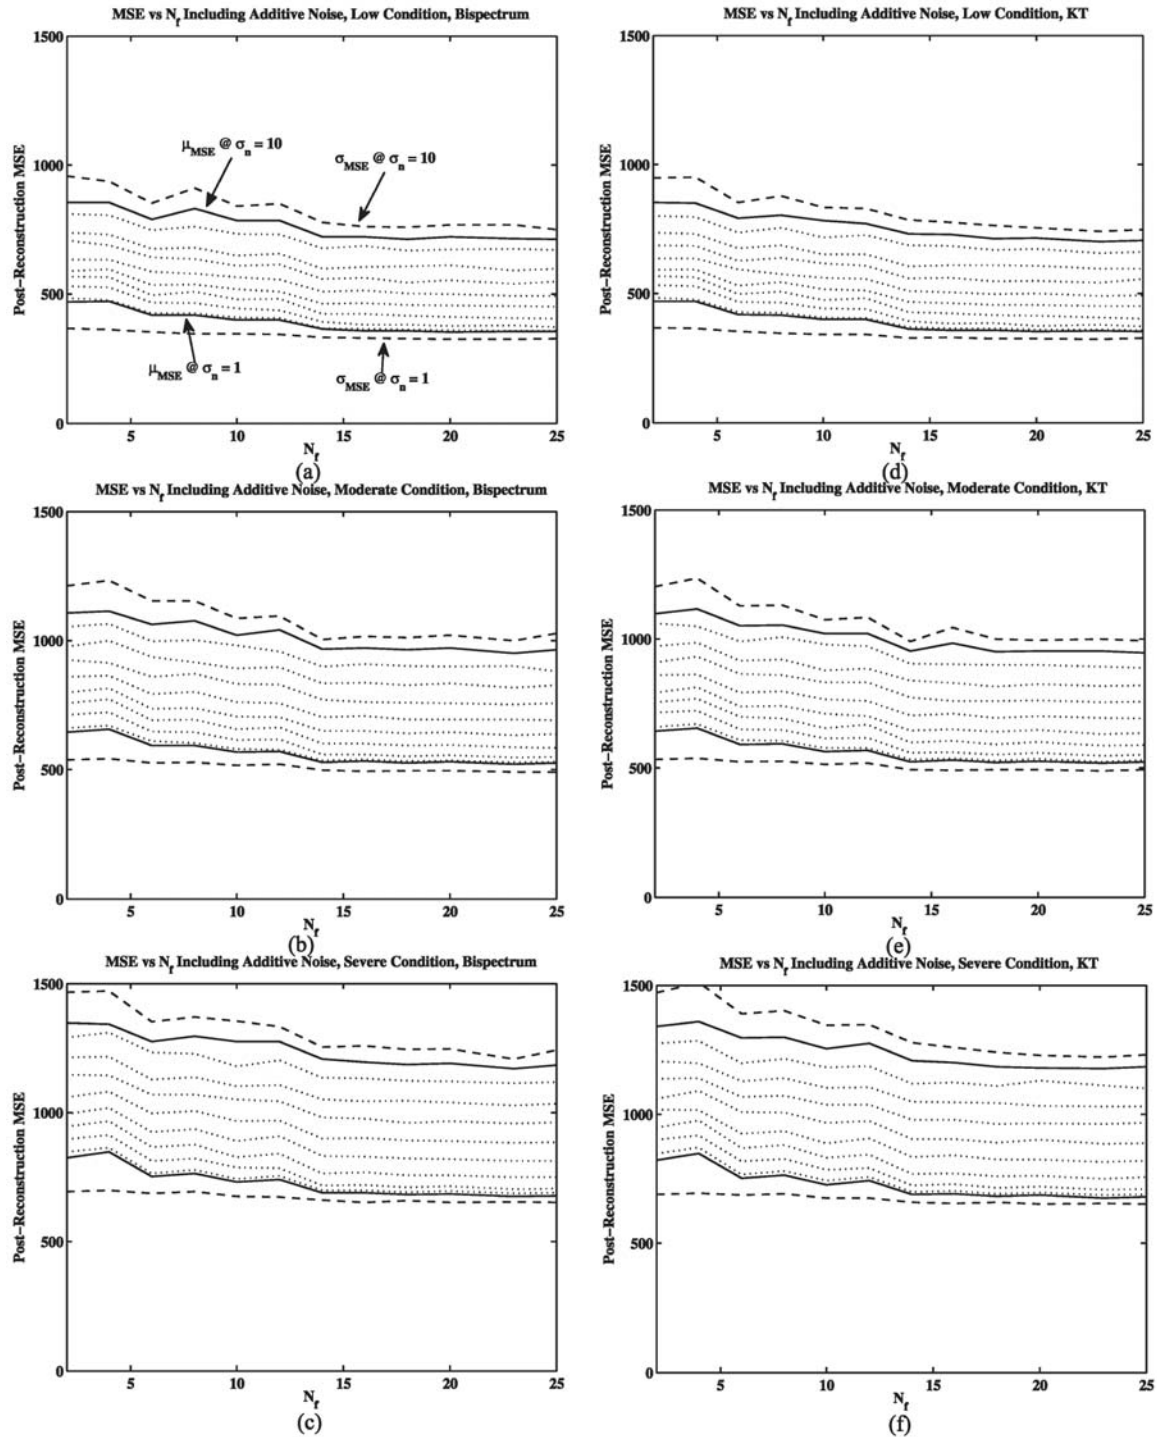 MSE vs N_f Including Additive Noise, Low Condition, Bispectrum
1500
1000
500
0
Post–Reconstruction MSE
μ_MSE @ σ_n = 10
σ_MSE @ σ_n = 10
μ_MSE @ σ_n = 1
σ_MSE @ σ_n = 1
5 10 15 20 25
N_f
(a)
MSE vs N_f Including Additive Noise, Low Condition, KT
1500
1000
500
0
Post–Reconstruction MSE
5 10 15 20 25
N_f
(d)
MSE vs N_f Including Additive Noise, Moderate Condition, Bispectrum
1500
1000
500
0
Post–Reconstruction MSE
5 10 15 20 25
N_f
(b)
MSE vs N_f Including Additive Noise, Moderate Condition, KT
1500
1000
500
0
Post–Reconstruction MSE
5 10 15 20 25
N_f
(e)
MSE vs N_f Including Additive Noise, Severe Condition, Bispectrum
1500
1000
500
0
Post–Reconstruction MSE
5 10 15 20 25
N_f
(c)
MSE vs N_f Including Additive Noise, Severe Condition, KT
1500
1000
500
0
Post–Reconstruction MSE
5 10 15 20 25
N_f
(f)